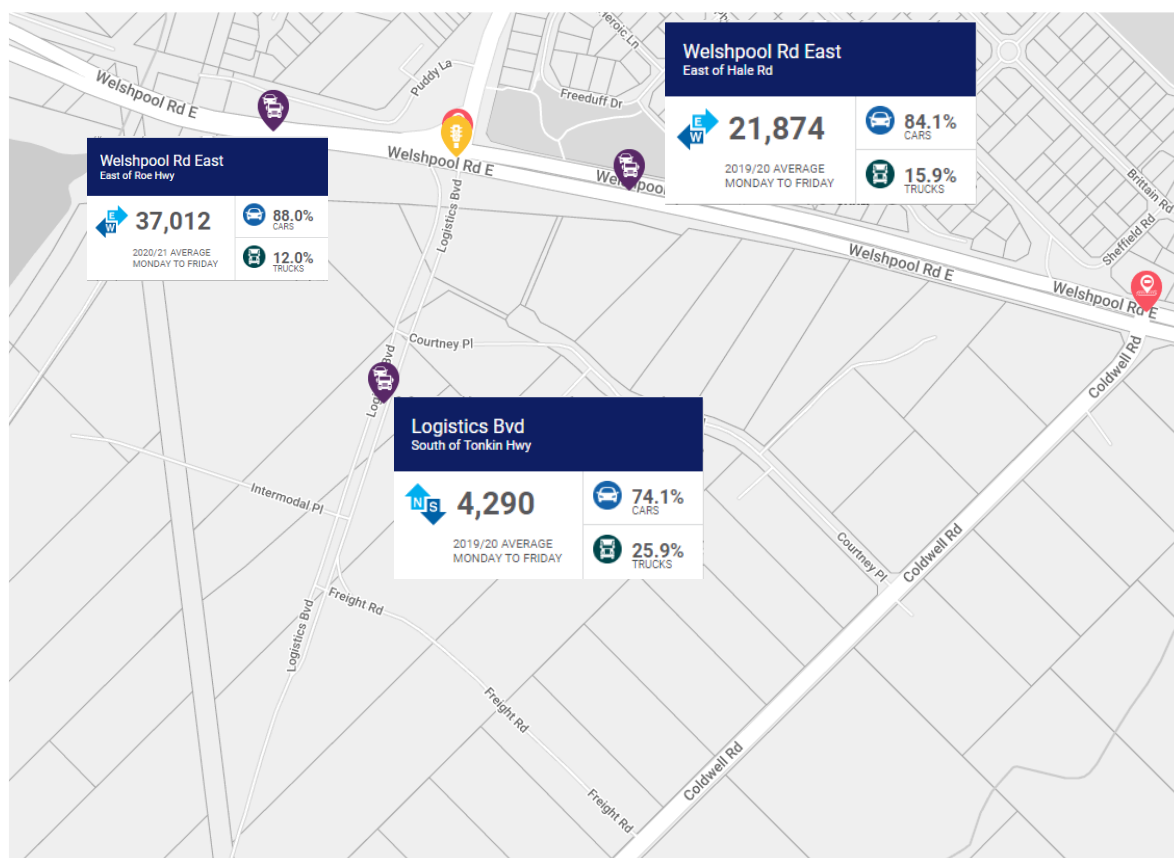 Heroic Ln
Puddy La
Welshpool Rd E
Freeduff Dr
Welshpool Rd East
East of Hale Rd
E
W
21,874
2019/20 AVERAGE
MONDAY TO FRIDAY
84.1%
CARS
15.9%
TRUCKS
Welshpool Rd East
East of Roe Hwy
E
W
37,012
2020/21 AVERAGE
MONDAY TO FRIDAY
88.0%
CARS
12.0%
TRUCKS
Welshpool Rd E
Logistics Bvd
Brittain Rd
Sheffield Rd
Welshpool Rd E
Welshpool Rd E
Courtney Pl
Coldwell Rd
Logistics Bvd
South of Tonkin Hwy
N
S
4,290
2019/20 AVERAGE
MONDAY TO FRIDAY
74.1%
CARS
25.9%
TRUCKS
Intermodal Pl
Courtney Pl
Coldwell Rd
Freight Rd
Logistics Bvd
Freight Rd
Coldwell Rd
Freight Rd